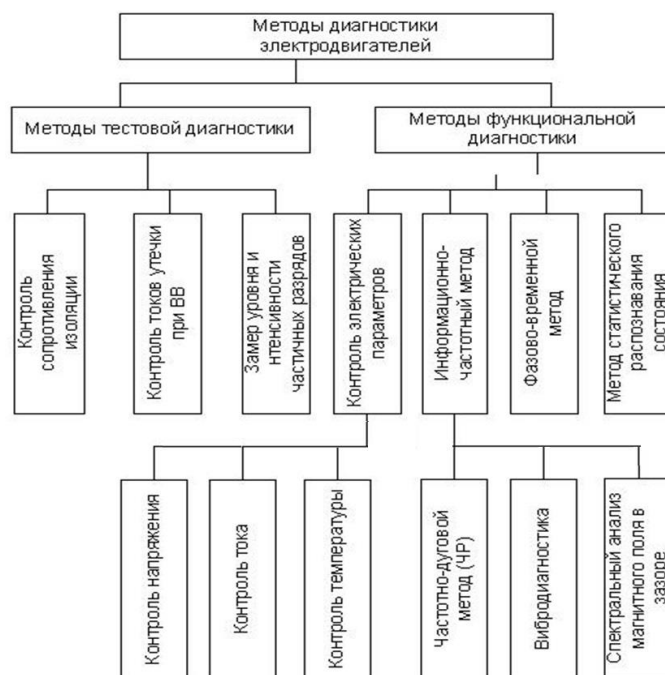 Методы диагностики
электродвигателей
Методы тестовой диагностики
Методы функциональной
диагностики
Контроль
сопротивления
изоляции
Контроль токов утечки
при ВВ
Замер уровня и
нтенсивности
частичных разрядов
Контроль электрических
параметров
Информационно-
частотный метод
Фазово-временной
метод
Метод статистического
распознавания
состояния
Контроль напряжения
Контроль тока
Контроль температуры
Частотно-дуговой
метод (ЧР)
Вибродиагностика
Спектральный анализ
магнитного поля в
зазоре